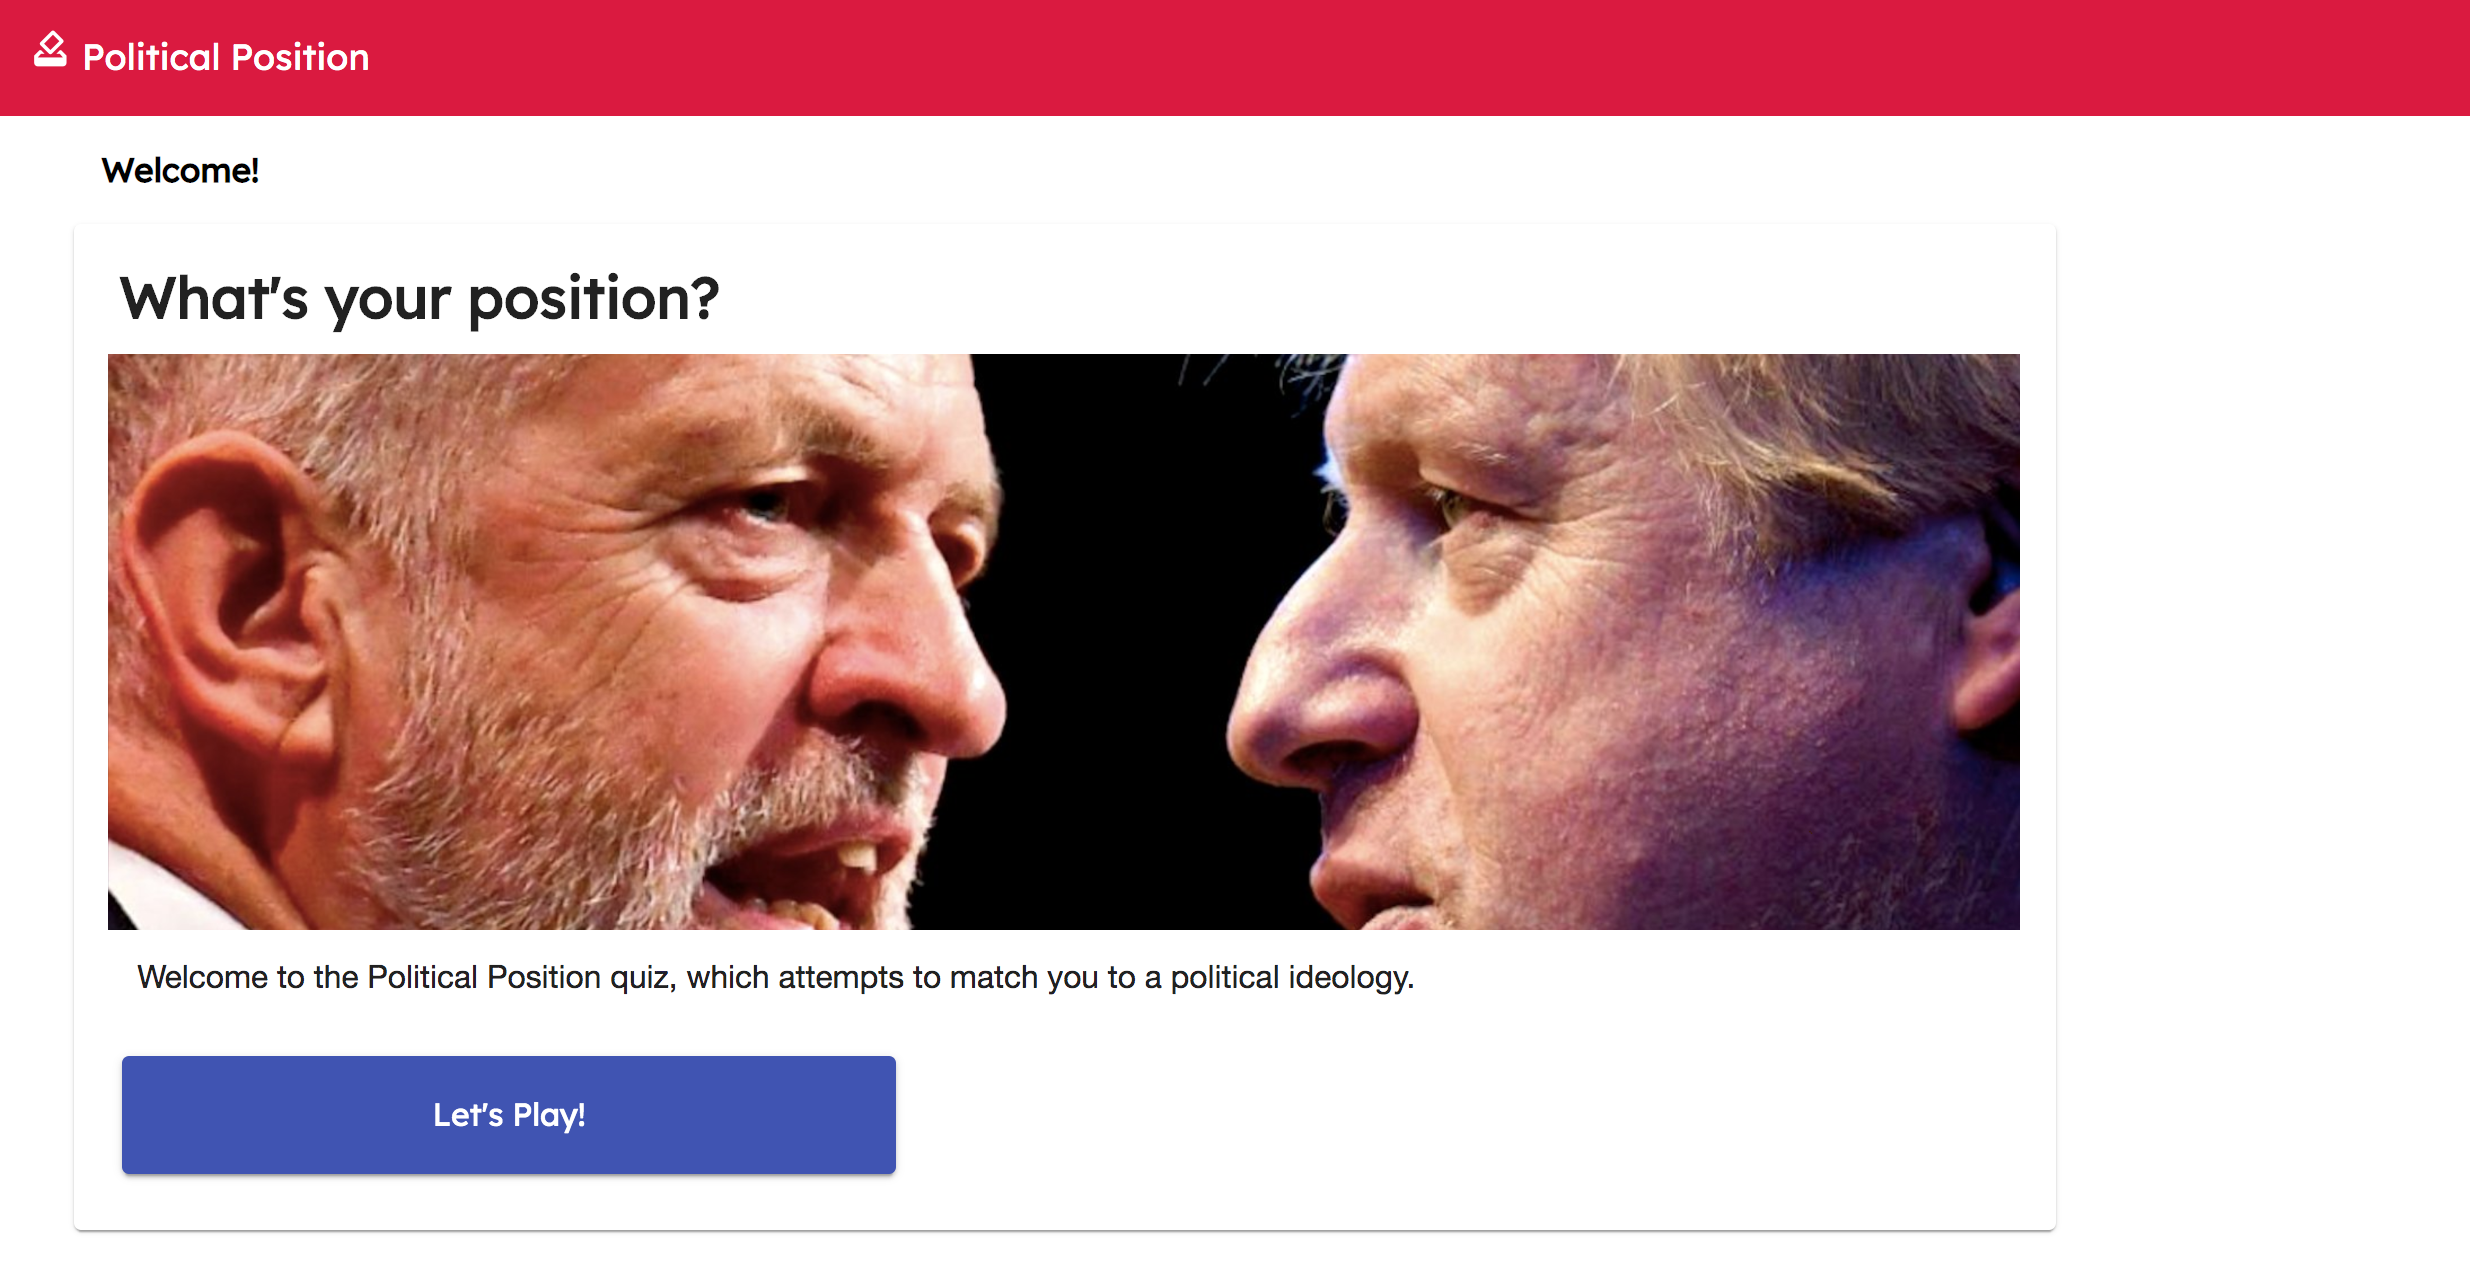 Political Position
Welcome!
What's your position?
Welcome to the Political Position quiz, which attempts to match you to a political ideology.
Let's Play!